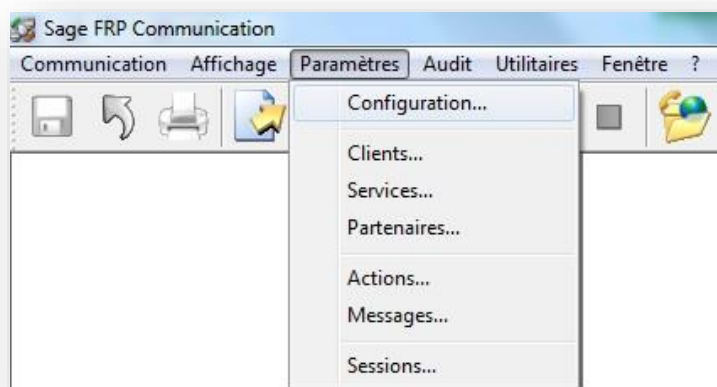 Sage FRP Communication
Communication Affichage Paramètres Audit Utilitaires Fenêtre ?
Configuration...
Clients...
Services...
Partenaires...
Actions...
Messages...
Sessions...